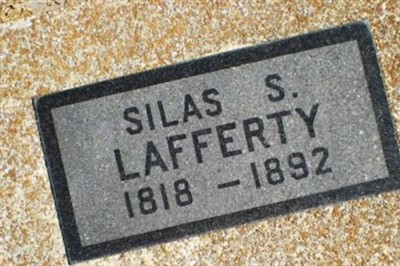 SILAS S.
LAFFERTY
1818 - 1892